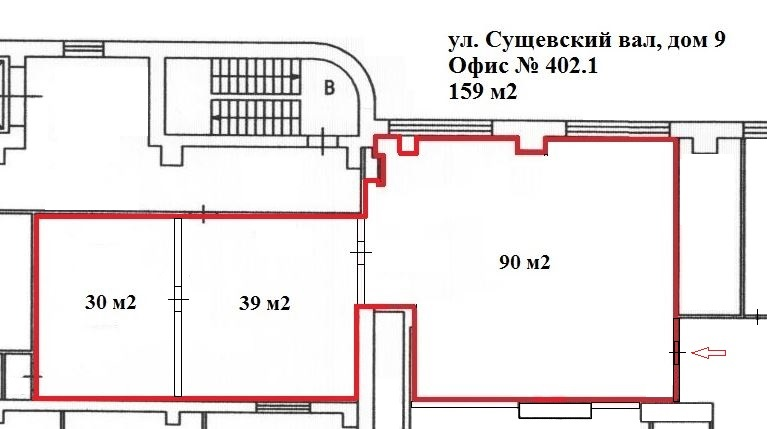 ул. Сущевский вал, дом 9
Офис № 402.1
159 м2
В
90 м2
30 м2
39 м2